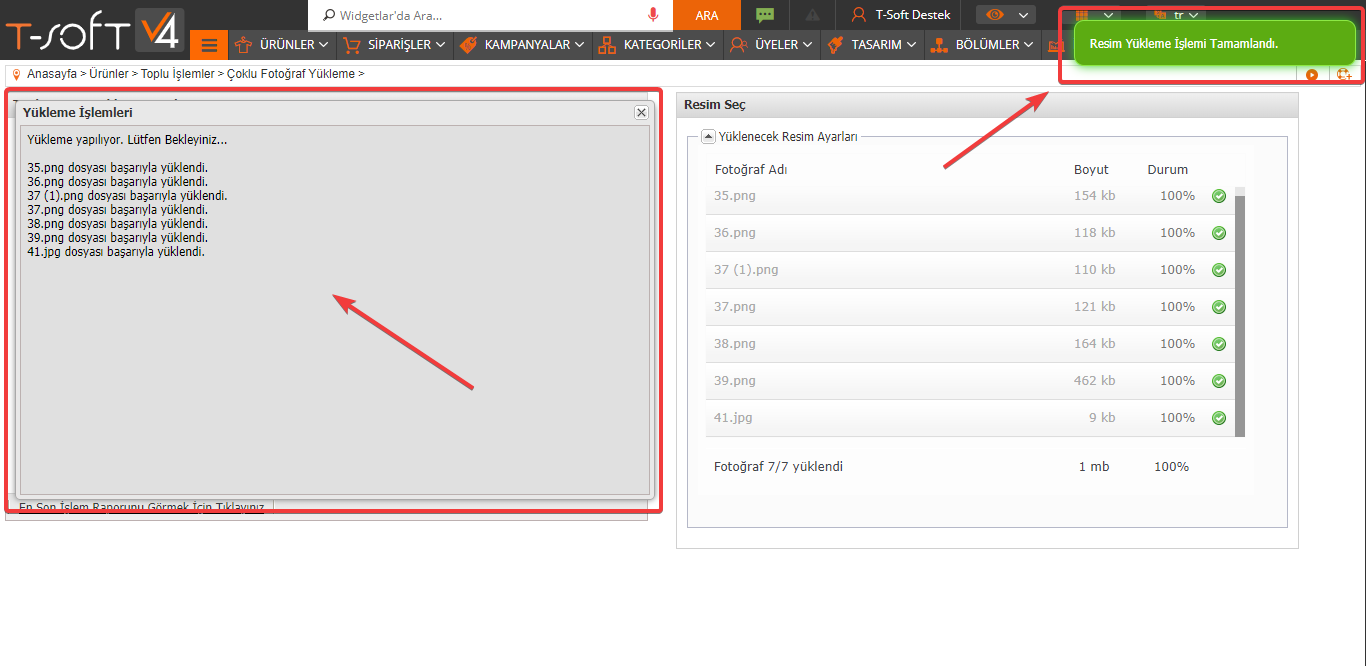 T-SOFT V4
Widgetlar'da Ara...
ARA
T-Soft Destek
tr
ÜRÜNLER
SİPARİŞLER
KAMPANYALAR
KATEGORİLER
ÜYELER
TASARIM
BÖLÜMLER
Resim Yükleme İşlemi Tamamlandı.
Anasayfa > Ürünler > Toplu İşlemler > Çoklu Fotoğraf Yükleme >
Yükleme İşlemleri
Yükleme yapılıyor. Lütfen Bekleyiniz...
35.png dosyası başarıyla yüklendi.
36.png dosyası başarıyla yüklendi.
37 (1).png dosyası başarıyla yüklendi.
37.png dosyası başarıyla yüklendi.
38.png dosyası başarıyla yüklendi.
39.png dosyası başarıyla yüklendi.
41.jpg dosyası başarıyla yüklendi.
En Son İşlem Raporunu Görmek İçin Tıklayınız
Resim Seç
Yüklenecek Resim Ayarları
Fotoğraf Adı Boyut Durum
35.png 154 kb 100%
36.png 118 kb 100%
37 (1).png 110 kb 100%
37.png 121 kb 100%
38.png 164 kb 100%
39.png 462 kb 100%
41.jpg 9 kb 100%
Fotoğraf 7/7 yüklendi 1 mb 100%